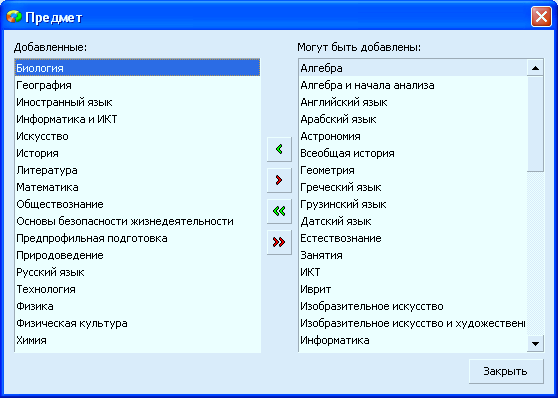 Предмет
Добавленные:
Биология
География
Иностранный язык
Информатика и ИКТ
Искусство
История
Литература
Математика
Обществознание
Основы безопасности жизнедеятельности
Предпрофильная подготовка
Природоведение
Русский язык
Технология
Физика
Физическая культура
Химия
Могут быть добавлены:
Алгебра
Алгебра и начала анализа
Английский язык
Арабский язык
Астрономия
Всеобщая история
Геометрия
Греческий язык
Грузинский язык
Датский язык
Естествознание
Занятия
ИКТ
Иврит
Изобразительное искусство
Изобразительное искусство и художествени
Информатика
Закрыть